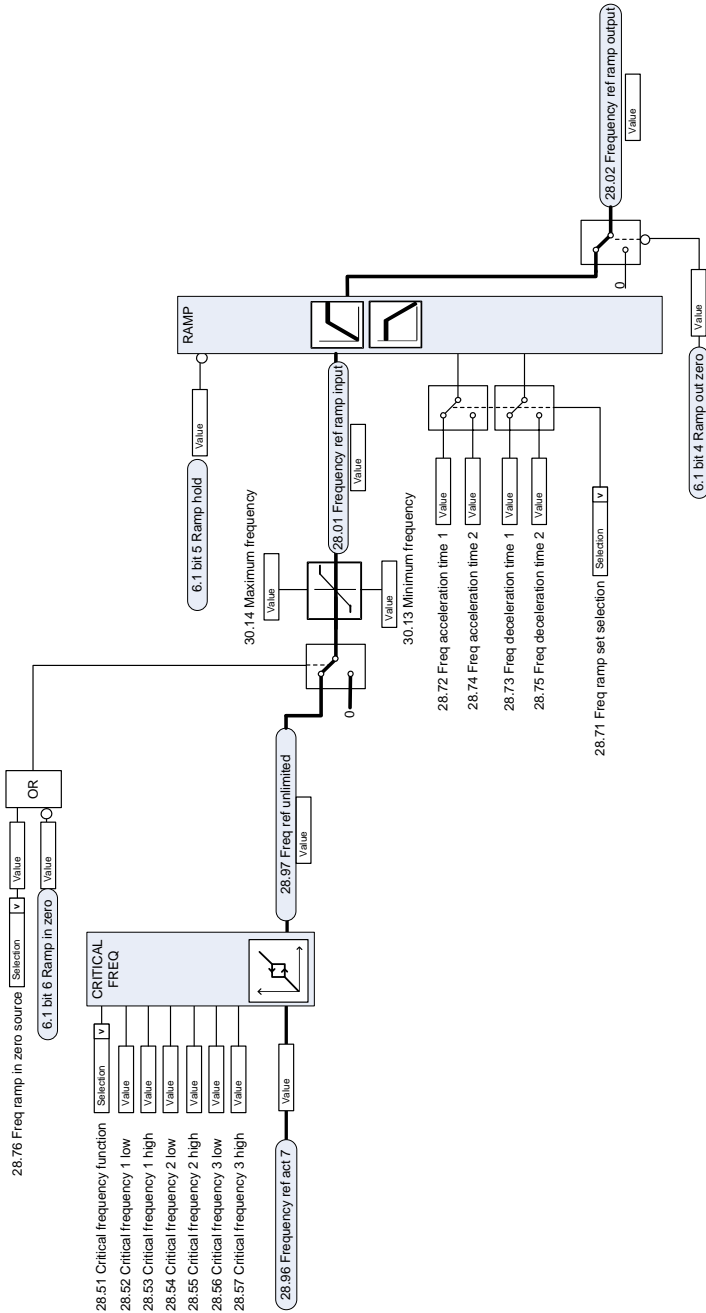 28.76 Freq ramp in zero source
Selection
v
Value
OR
6.1 bit 6 Ramp in zero
Value
28.51 Critical frequency function
Selection
v
28.52 Critical frequency 1 low
Value
28.53 Critical frequency 1 high
Value
28.54 Critical frequency 2 low
Value
28.55 Critical frequency 2 high
Value
28.56 Critical frequency 3 low
Value
28.57 Critical frequency 3 high
Value
CRITICAL
FREQ
28.96 Frequency ref act 7
Value
28.97 Freq ref unlimited
Value
0
30.14 Maximum frequency
Value
30.13 Minimum frequency
Value
6.1 bit 5 Ramp hold
Value
28.01 Frequency ref ramp input
Value
RAMP
28.72 Freq acceleration time 1
Value
28.74 Freq acceleration time 2
Value
28.73 Freq deceleration time 1
Value
28.75 Freq deceleration time 2
Value
28.71 Freq ramp set selection
Selection
v
0
28.02 Frequency ref ramp output
Value
6.1 bit 4 Ramp out zero
Value